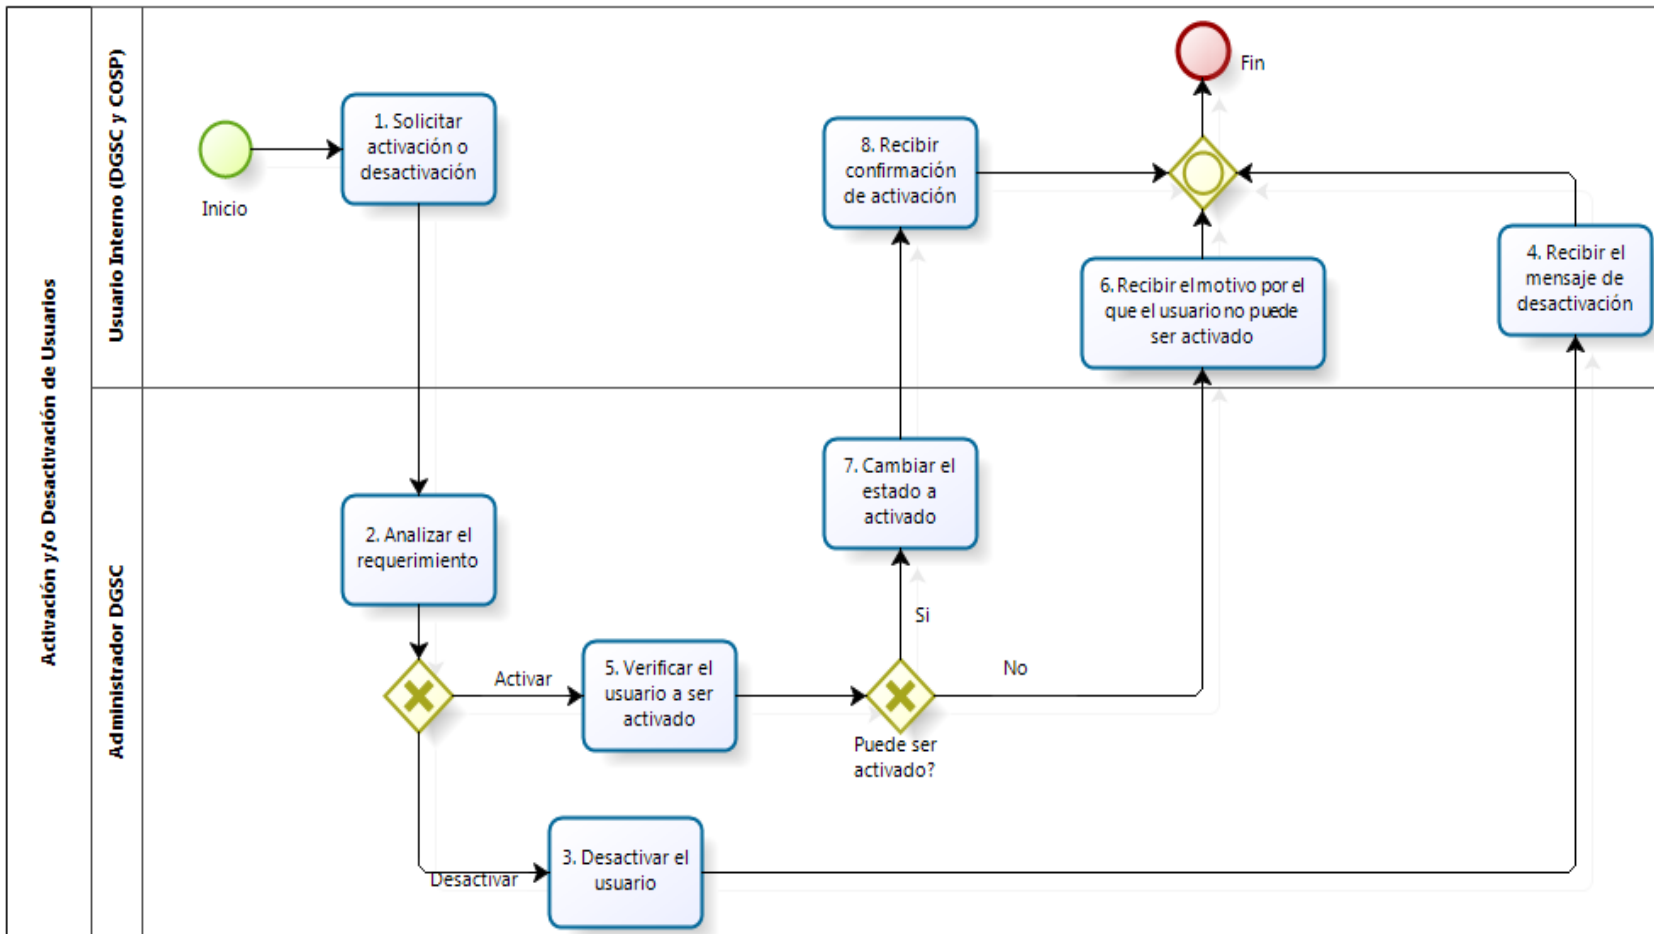 Activación y/o Desactivación de Usuarios
Usuario Interno (DGSC y COSP)
Inicio
1. Solicitar
activación o
desactivación
8. Recibir
confirmación
de activación
Fin
6. Recibir el motivo por el
que el usuario no puede
ser activado
4. Recibir el
mensaje de
desactivación
Administrador DGSC
2. Analizar el
requerimiento
Activar
5. Verificar el
usuario a ser
activado
7. Cambiar el
estado a
activado
Si
No
Puede ser
activado?
Desactivar
3. Desactivar el
usuario